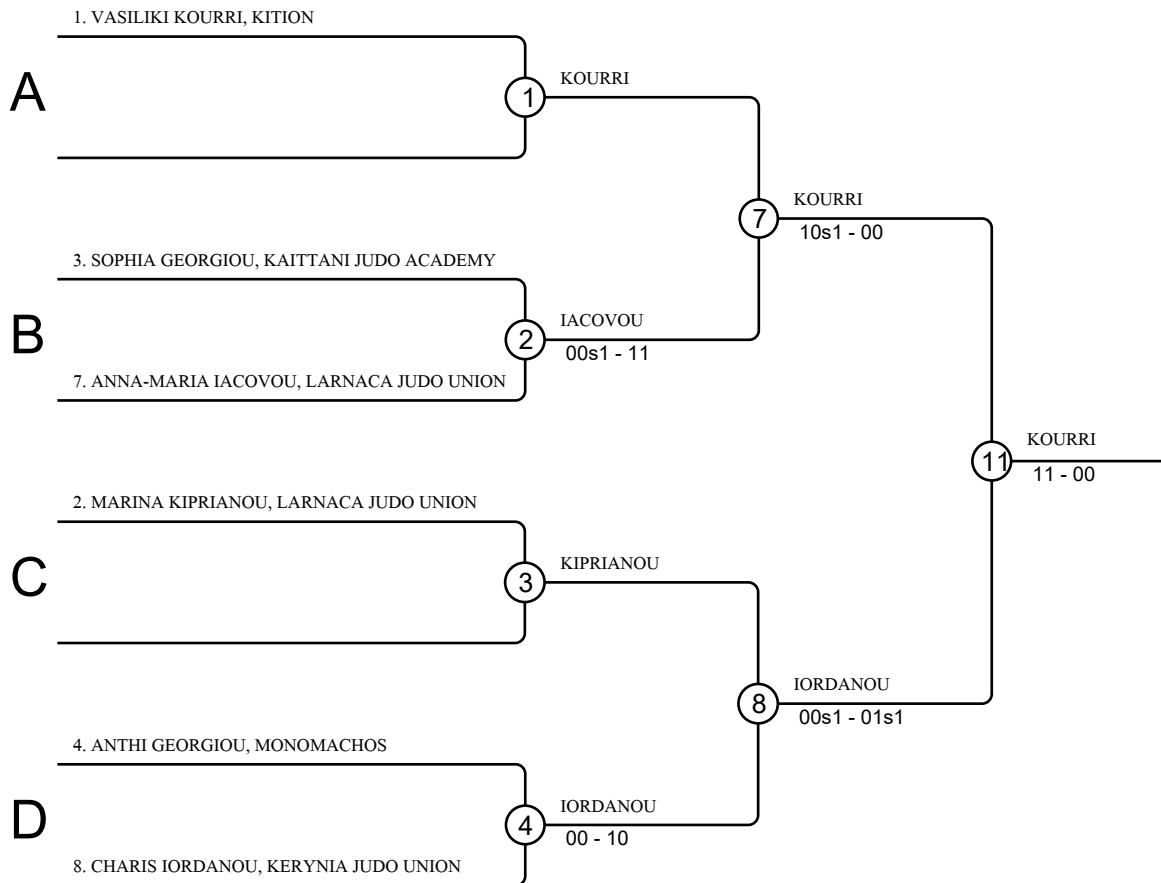 1. VASILIKI KOURRI, KITION
A
1
KOURRI
7
KOURRI
10s1 - 00
3. SOPHIA GEORGIOU, KAITTANI JUDO ACADEMY
B
2
IACOVOU
00s1 - 11
7. ANNA-MARIA IACOVOU, LARNACA JUDO UNION
11
KOURRI
11 - 00
2. MARINA KIPRIANOU, LARNACA JUDO UNION
C
3
KIPRIANOU
8
IORDANOU
00s1 - 01s1
4. ANTHI GEORGIOU, MONOMACHOS
D
4
IORDANOU
00 - 10
8. CHARIS IORDANOU, KERYNIA JUDO UNION